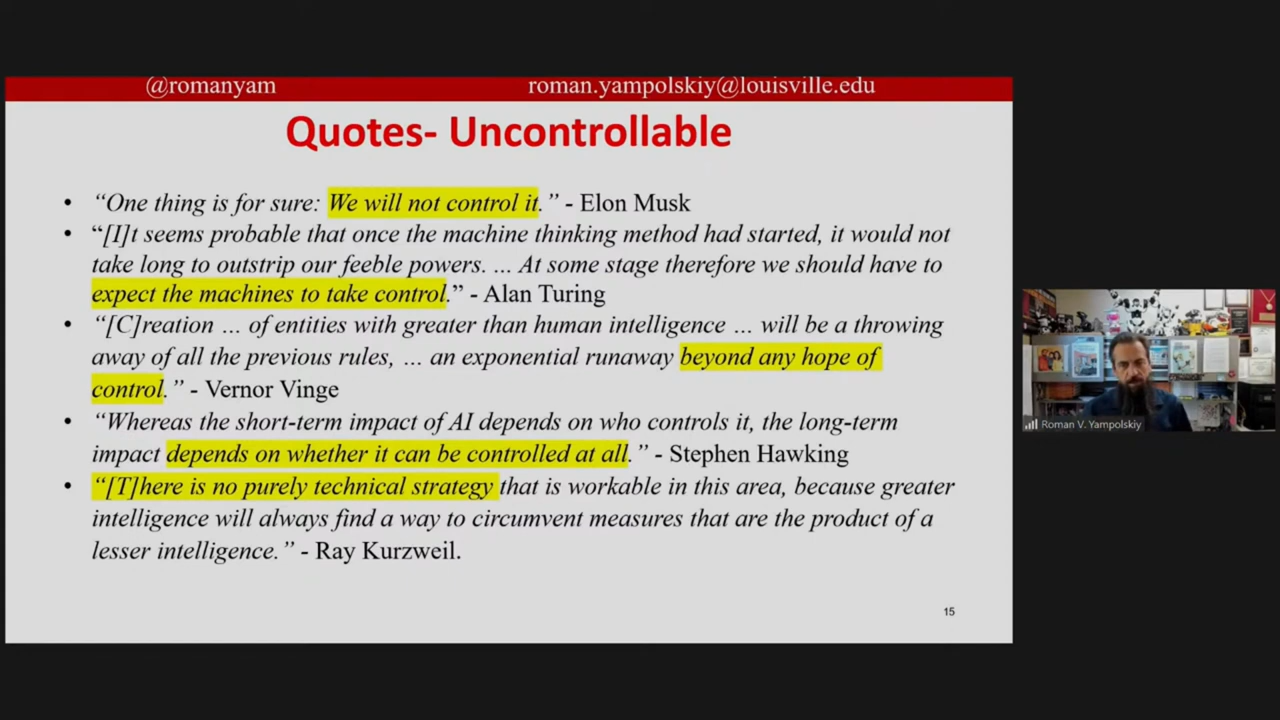 @romanyam roman.yampolskiy@louisville.edu
Quotes- Uncontrollable
• “One thing is for sure: We will not control it.” - Elon Musk
• “[I]t seems probable that once the machine thinking method had started, it would not
take long to outstrip our feeble powers. … At some stage therefore we should have to
expect the machines to take control.” - Alan Turing
• “[C]reation … of entities with greater than human intelligence … will be a throwing
away of all the previous rules, … an exponential runaway beyond any hope of
control.” - Vernor Vinge
• “Whereas the short-term impact of AI depends on who controls it, the long-term
impact depends on whether it can be controlled at all.” - Stephen Hawking
• “[T]here is no purely technical strategy that is workable in this area, because greater
intelligence will always find a way to circumvent measures that are the product of a
lesser intelligence.” - Ray Kurzweil.
15
Roman V. Yampolskiy